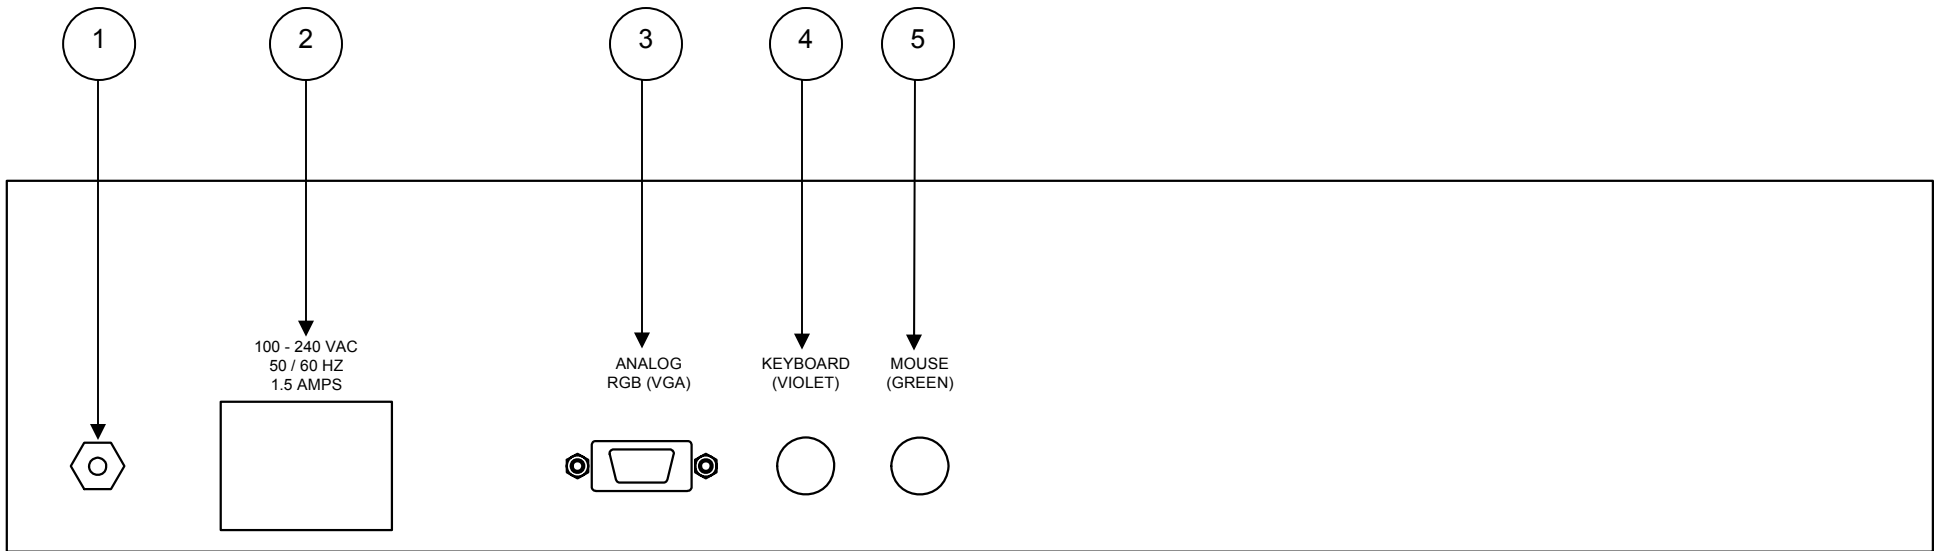 1
2
3
4
5
100 - 240 VAC
50 / 60 HZ
1.5 AMPS
ANALOG
RGB (VGA)
KEYBOARD
(VIOLET)
MOUSE
(GREEN)